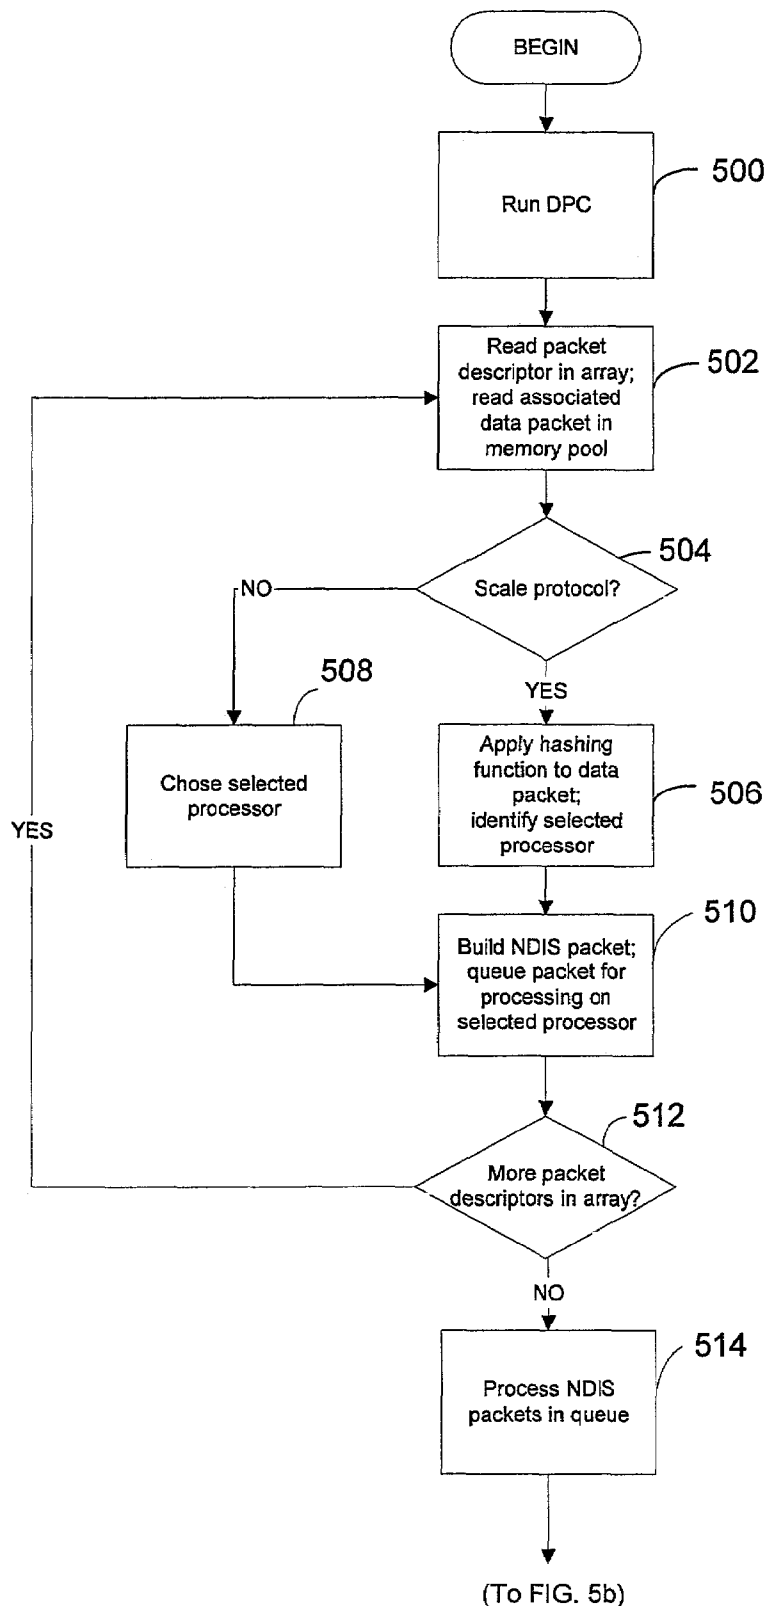 BEGIN
Run DPC
500
Read packet
descriptor in array;
read associated
data packet in
memory pool
502
Scale protocol?
504
NO
YES
508
Chose selected
processor
Apply hashing
function to data
packet;
identify selected
processor
506
YES
Build NDIS packet;
queue packet for
processing on
selected processor
510
More packet
descriptors in array?
512
NO
Process NDIS
packets in queue
514
(To FIG. 5b)